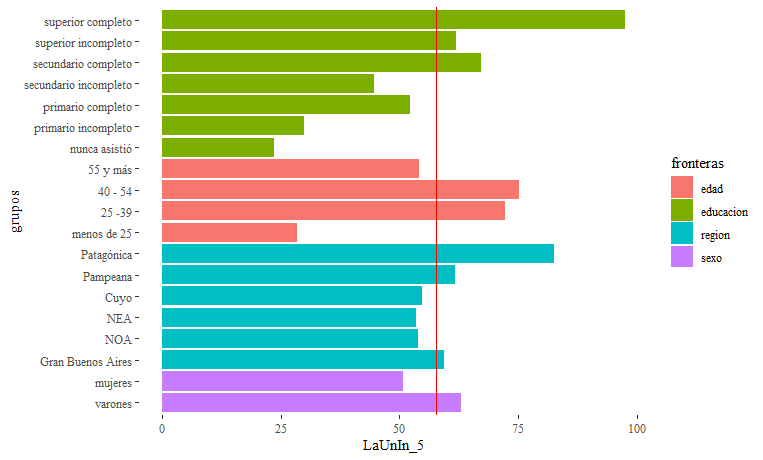 superior completo
superior incompleto
secundario completo
secundario incompleto
primario completo
primario incompleto
nunca asistió
55 y más
40 - 54
25 -39
menos de 25
Patagónica
Pampeana
Cuyo
NEA
NOA
Gran Buenos Aires
mujeres
varones
grupos
0 25 50 75 100
LaUnIn_5
fronteras
edad
educacion
region
sexo